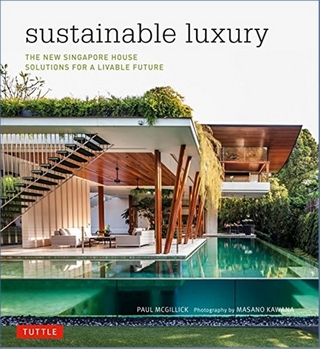 sustainable luxury
THE NEW SINGAPORE HOUSE
SOLUTIONS FOR A LIVABLE FUTURE
PAUL MCGILLICK Photography by MASANO KAWANA
TUTTLE